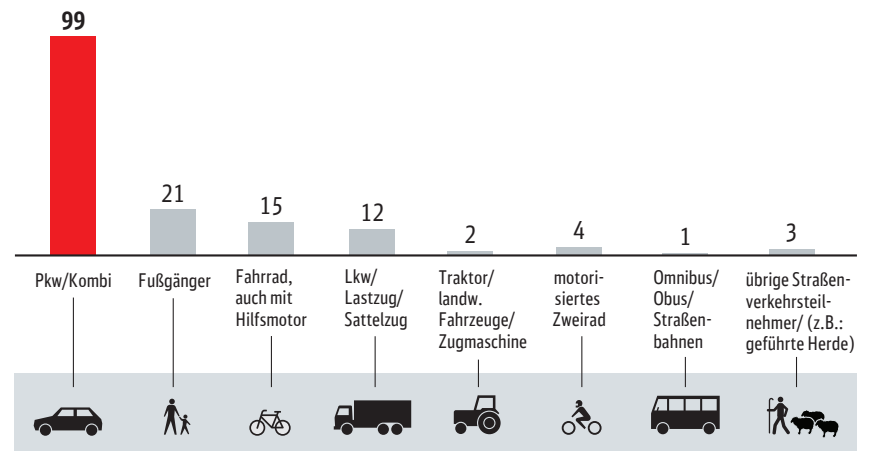 99
21
15
12
2
4
1
3
Pkw/Kombi
Fußgänger
Fahrrad,
auch mit
Hilfsmotor
Lkw/
Lastzug/
Sattelzug
Traktor/
landw.
Fahrzeuge/
Zugmaschine
motori-
siertes
Zweirad
Omnibus/
Obus/
Straßen-
bahnen
übrige Straßen-
verkehrsteil-
nehmer/ (z.B.:
geführte Herde)